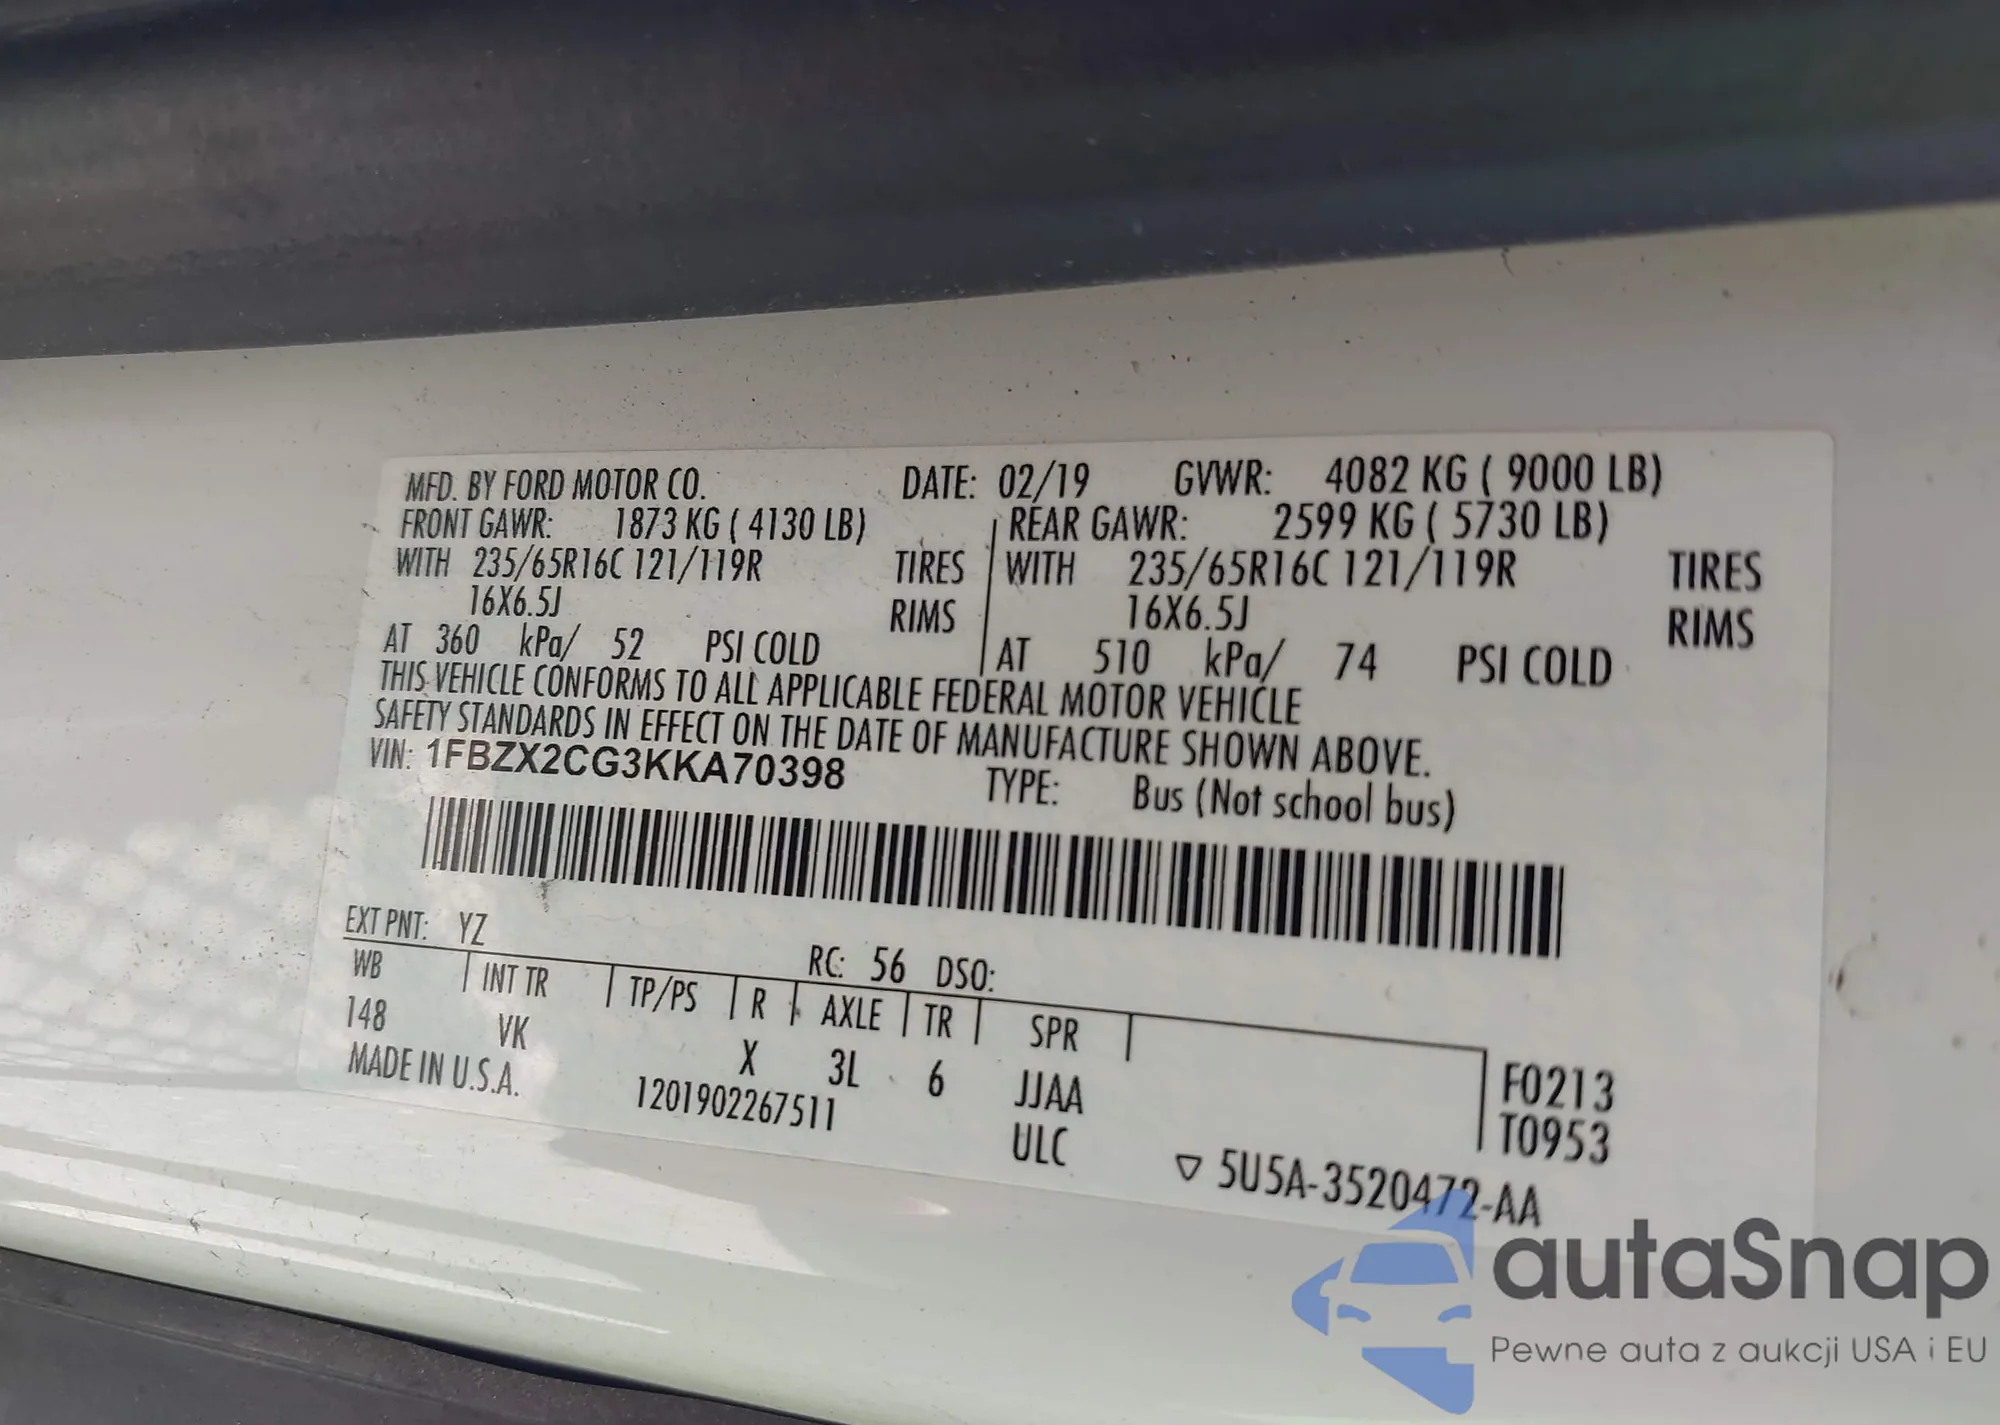 MFD. BY FORD MOTOR CO. DATE: 02/19 GVWR: 4082 KG ( 9000 LB)
FRONT GAWR: 1873 KG ( 4130 LB) REAR GAWR: 2599 KG ( 5730 LB)
WITH 235/65R16C 121/119R TIRES WITH 235/65R16C 121/119R TIRES
16X6.5J RIMS 16X6.5J RIMS
AT 360 kPa/ 52 PSI COLD AT 510 kPa/ 74 PSI COLD
THIS VEHICLE CONFORMS TO ALL APPLICABLE FEDERAL MOTOR VEHICLE
SAFETY STANDARDS IN EFFECT ON THE DATE OF MANUFACTURE SHOWN ABOVE.
VIN: 1FBZX2CG3KKA70398 TYPE: Bus (Not school bus)
EXT PNT: YZ RC: 56 DSO:
WB INT TR TP/PS R AXLE TR SPR
148 VK X 3L 6 JJAA F0213
MADE IN U.S.A. 1201902267511 ULC T0953
▽ 5U5A-3520472-AA
autaSnap
Pewne auta z aukcji USA i EU